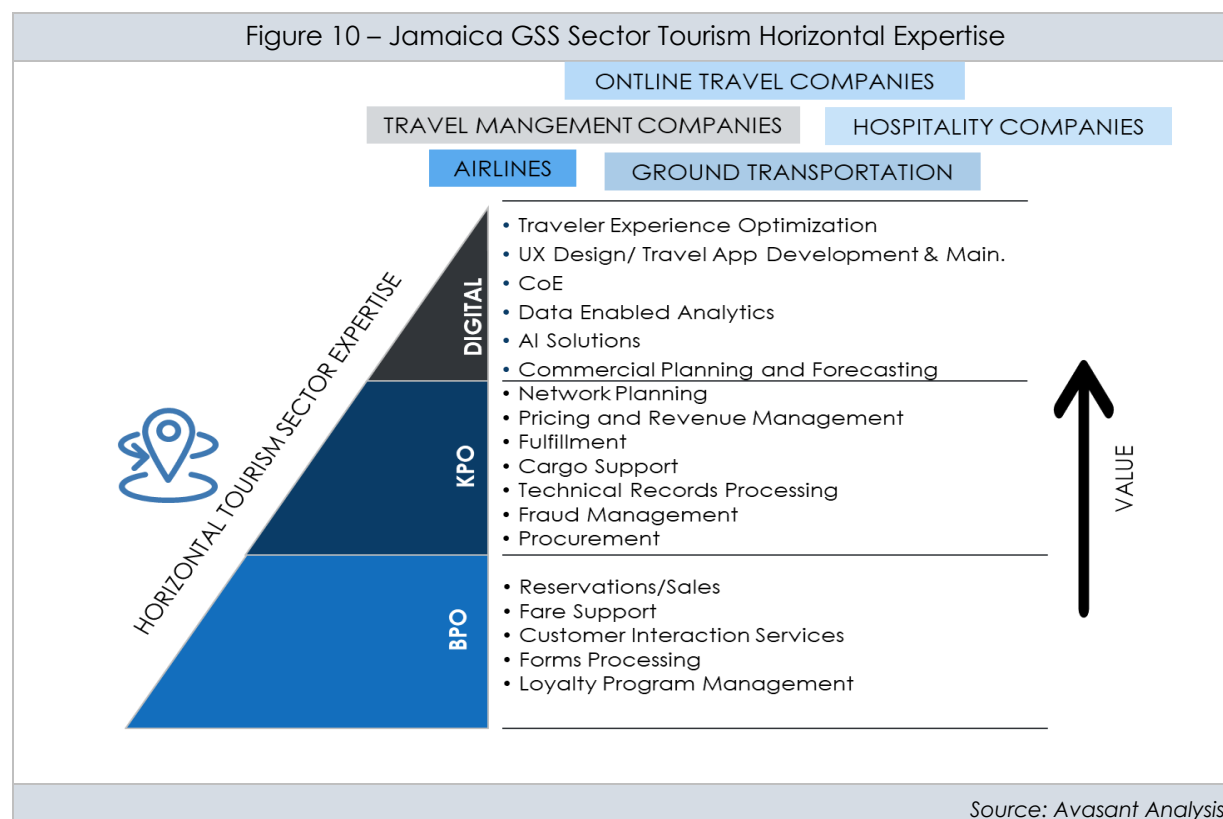 Figure 10 – Jamaica GSS Sector Tourism Horizontal Expertise
ONTLINE TRAVEL COMPANIES
TRAVEL MANGEMENT COMPANIES
HOSPITALITY COMPANIES
AIRLINES
GROUND TRANSPORTATION
HORIZONTAL TOURISM SECTOR EXPERTISE
DIGITAL
• Traveler Experience Optimization
• UX Design/ Travel App Development & Main.
• CoE
• Data Enabled Analytics
• AI Solutions
• Commercial Planning and Forecasting
KPO
• Network Planning
• Pricing and Revenue Management
• Fulfillment
• Cargo Support
• Technical Records Processing
• Fraud Management
• Procurement
BPO
• Reservations/Sales
• Fare Support
• Customer Interaction Services
• Forms Processing
• Loyalty Program Management
VALUE
Source: Avasant Analysis